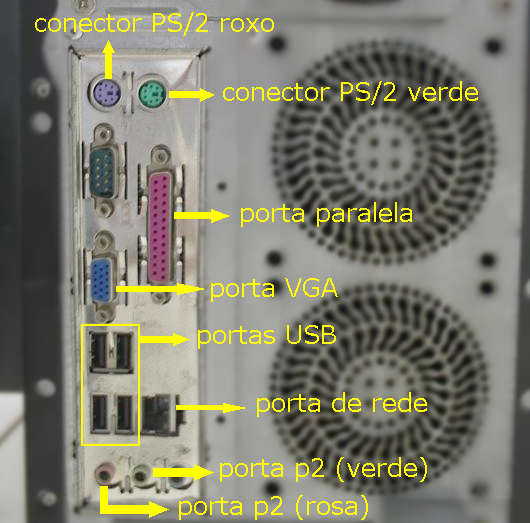 conector PS/2 roxo
conector PS/2 verde
porta paralela
porta VGA
portas USB
porta de rede
porta p2 (verde)
porta p2 (rosa)